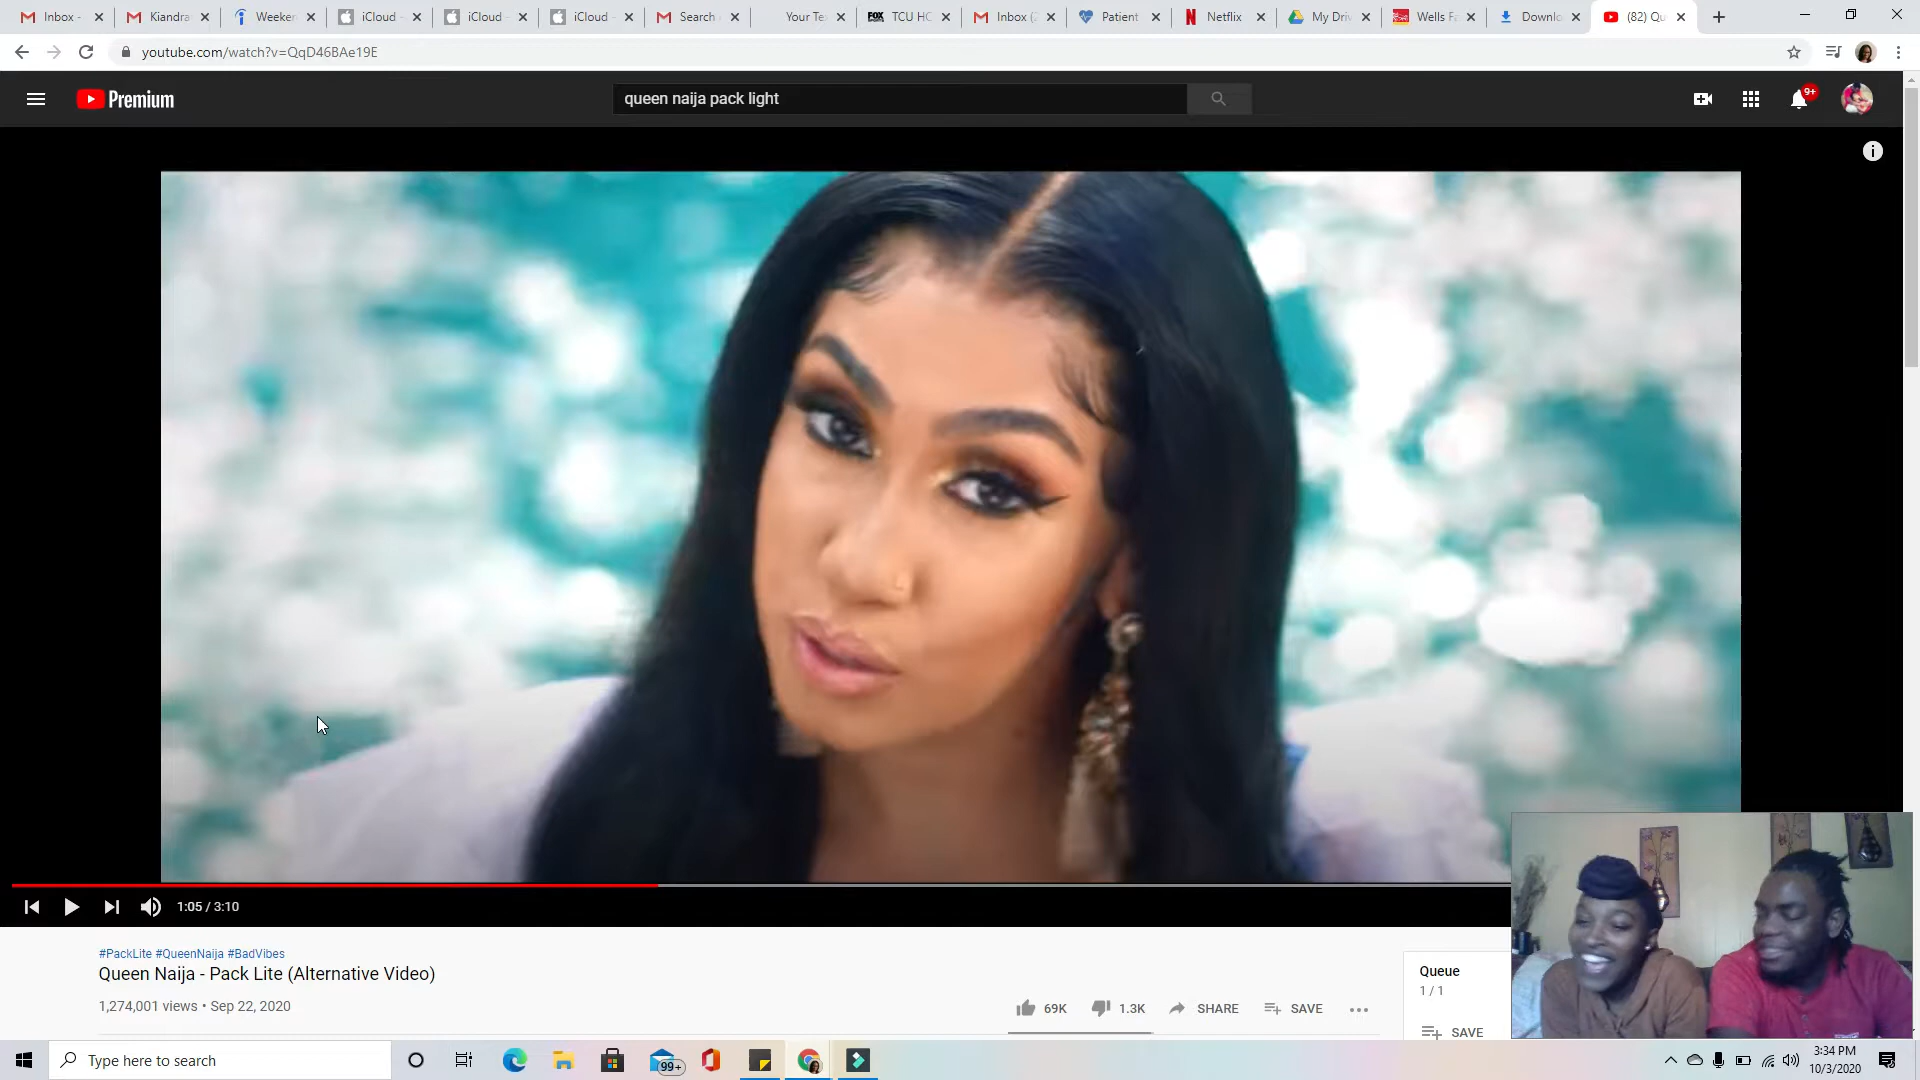 Inbox -
Kiandra
Weeker
iCloud
iCloud
iCloud
Search
Your Te
TCU HC
Inbox (2
Patient
Netflix
My Driv
Wells Fa
Downlo
(82) Qu
youtube.com/watch?v=QqD46BAe19E
Premium
queen naija pack light
9+
1:05 / 3:10
#PackLite #QueenNaija #BadVibes
Queen Naija - Pack Lite (Alternative Video)
1,274,001 views • Sep 22, 2020
69K
1.3K
SHARE
SAVE
Queue
1 / 1
SAVE
Type here to search
99+
3:34 PM
10/3/2020